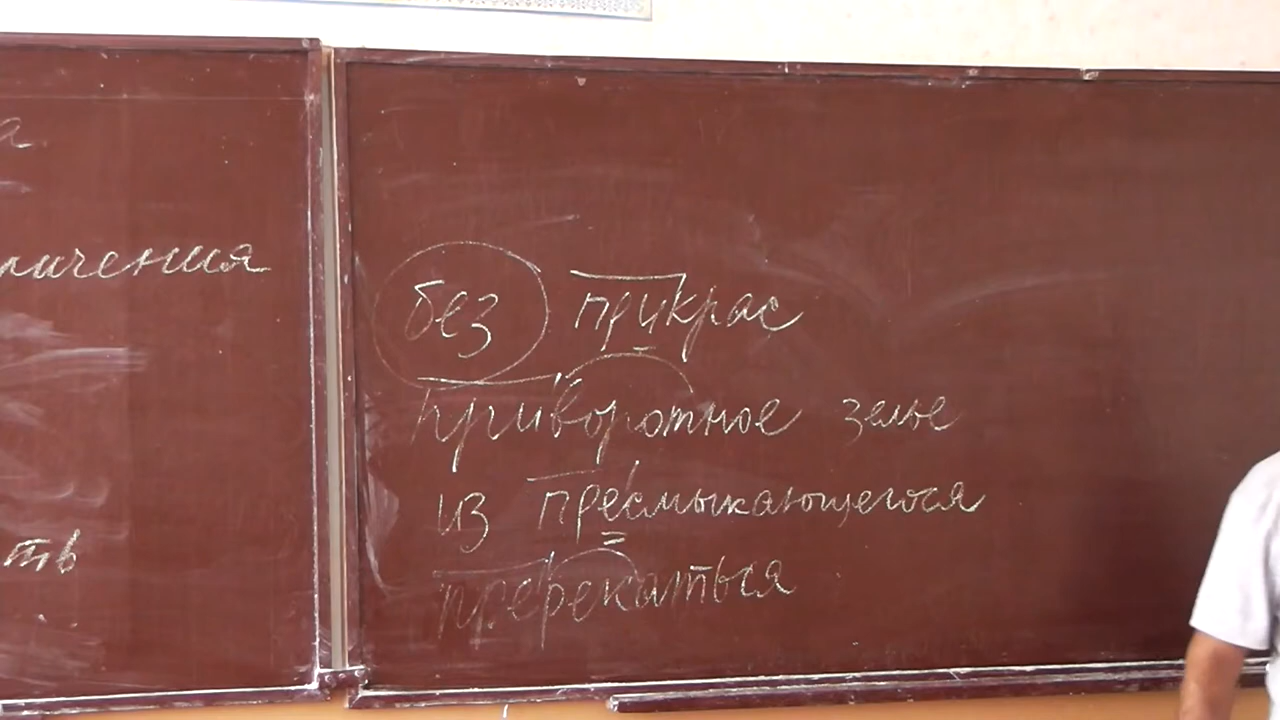 без прикрас
приворотное зелье
из пресмыкающегося
пререкаться